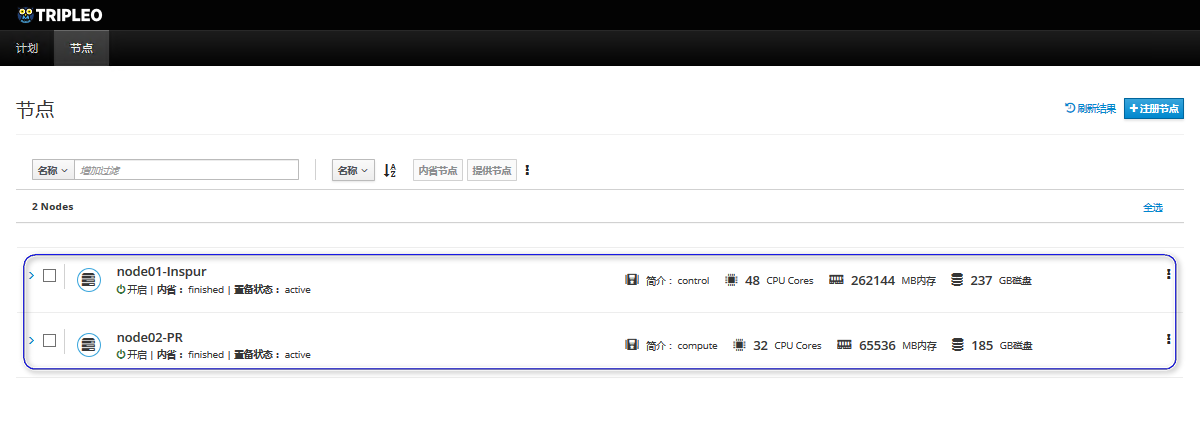 TRIPLEO
计划 节点
节点 刷新结果 注册节点
名称 增加过滤 名称 内省节点 提供节点
2 Nodes 全选
node01-Inspur
开启 | 内省： finished | 置备状态： active 简介： control 48 CPU Cores 262144 MB内存 237 GB磁盘
node02-PR
开启 | 内省： finished | 置备状态： active 简介： compute 32 CPU Cores 65536 MB内存 185 GB磁盘